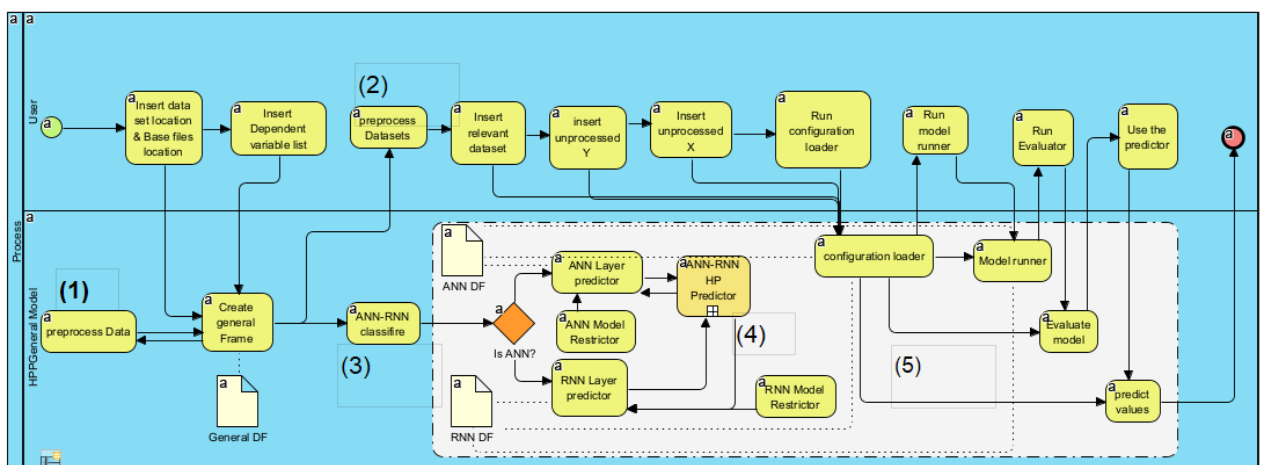 a
a
Process
User
a
a
Insert data
set location
& Base files
location
a
Insert
Dependent
variable list
(2)
a
preprocess
Datasets
a
Insert
relevant
dataset
a
insert
unprocessed
Y
a
Insert
unprocessed
X
a
Run
configuration
loader
a
Run
model
runner
a
Run
Evaluator
a
Use the
predictor
a
a
HPPGeneral Model
(1)
a
preprocess Data
a
Create
general
Frame
a
General DF
a
ANN-RNN
classifire
(3)
a
ANN DF
a
Is ANN?
a
ANN Layer
predictor
a
ANN Model
Restrictor
a
ANN-RNN
HP
Predictor
(4)
a
RNN Layer
predictor
a
RNN Model
Restrictor
a
RNN DF
a
configuration loader
a
Model runner
(5)
a
Evaluate
model
a
predict
values